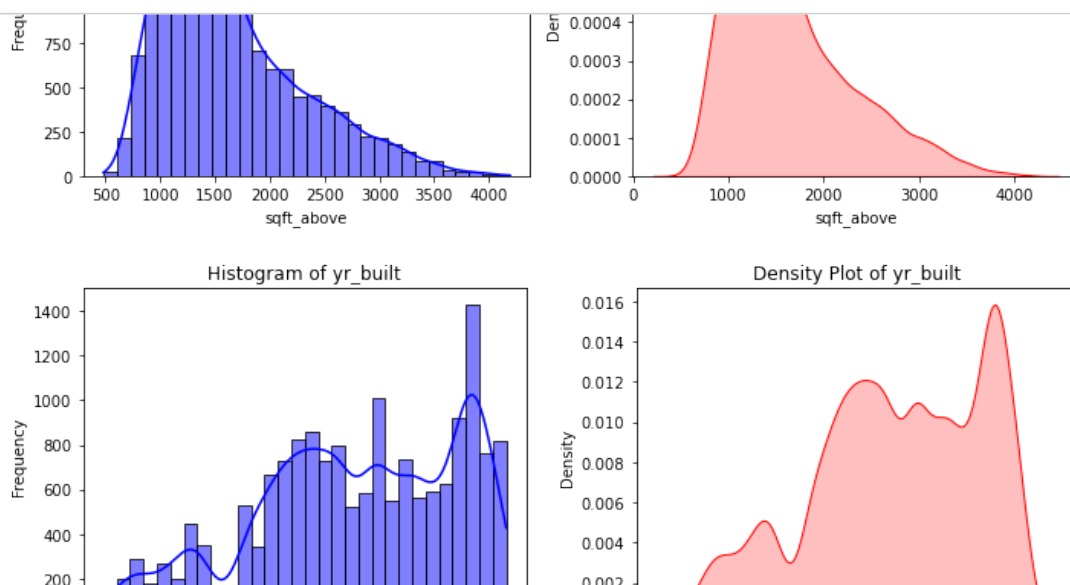 Frequ
750
500
250
0
500 1000 1500 2000 2500 3000 3500 4000
sqft_above
Den
0.0004
0.0003
0.0002
0.0001
0.0000
0 1000 2000 3000 4000
sqft_above
Histogram of yr_built
Frequency
1400
1200
1000
800
600
400
200
Density Plot of yr_built
Density
0.016
0.014
0.012
0.010
0.008
0.006
0.004
0.002